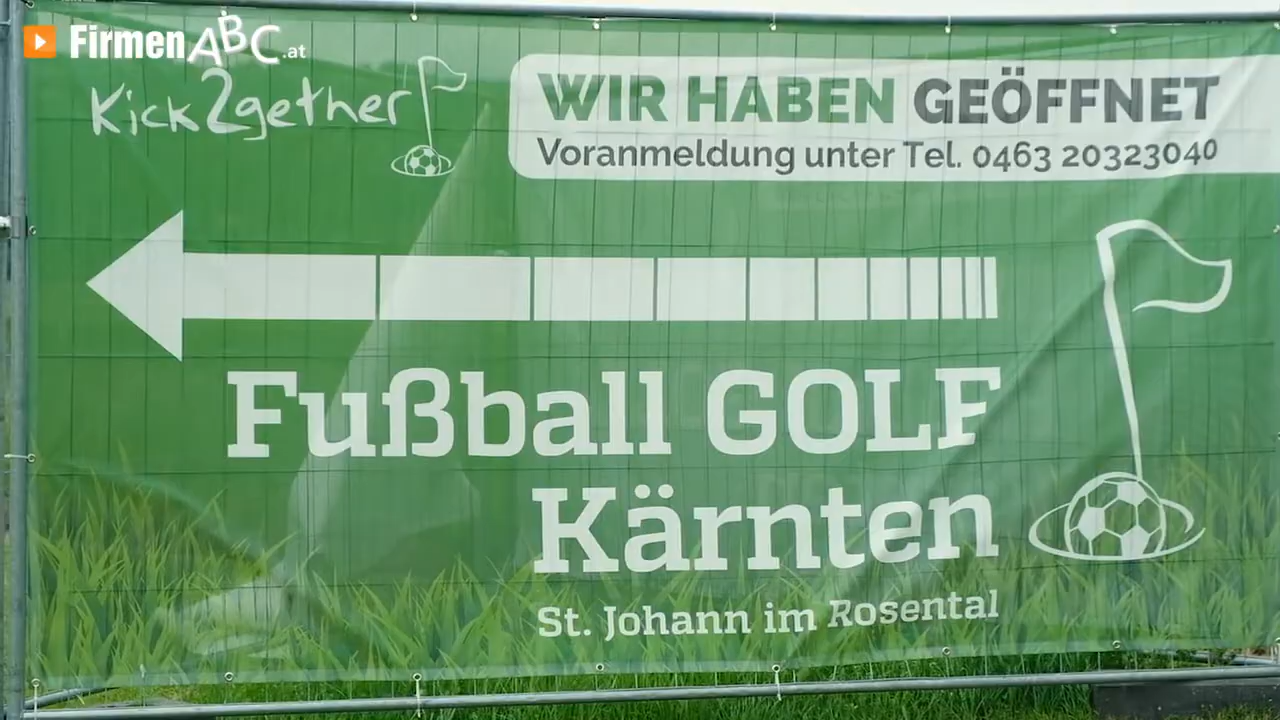 FirmenABC.at
Kick2gether
WIR HABEN GEÖFFNET
Voranmeldung unter Tel. 0463 20323040
Fußball GOLF
Kärnten
St. Johann im Rosental